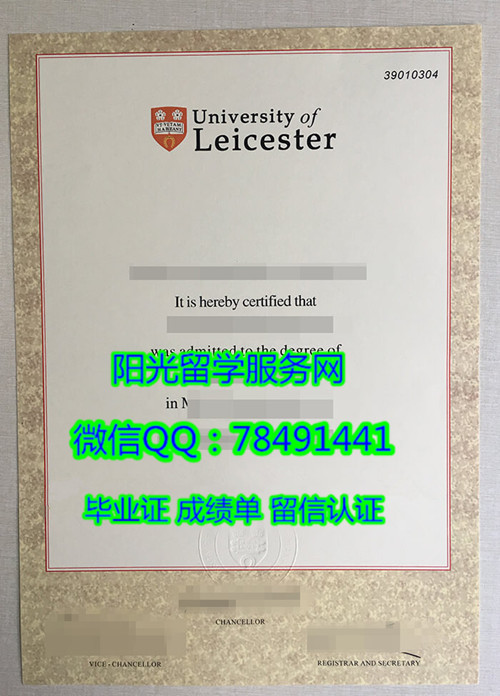 39010304
University of
Leicester
It is hereby certified that
was admitted to the degree of
阳光留学服务网
in M
微信QQ：78491441
毕业证 成绩单 留信认证
CHANCELLOR
VICE - CHANCELLOR
REGISTRAR AND SECRETARY